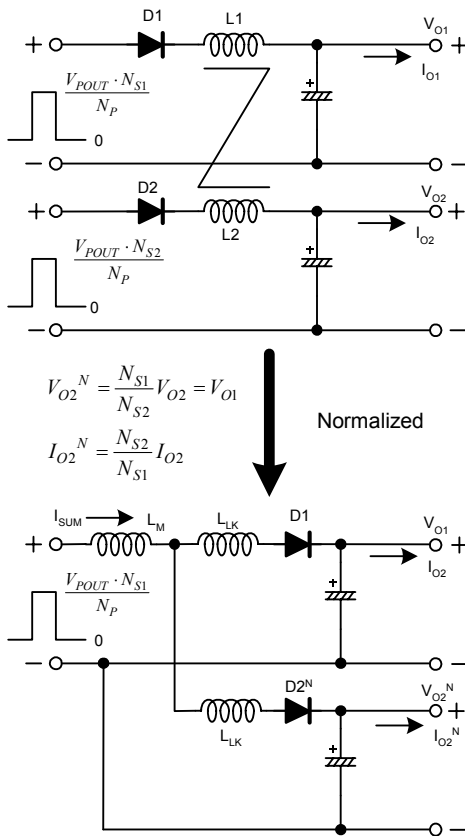 D1 L1 V_O1
+ +
V_POUT · N_S1 / N_P
+
I_O1
0
− −
D2 V_O2
+ L2 +
V_POUT · N_S2 / N_P
+
I_O2
0
− −
V_O2^N = N_S1 / N_S2 V_O2 = V_O1
Normalized
I_O2^N = N_S2 / N_S1 I_O2
I_SUM L_M L_LK D1 V_O1
+ +
V_POUT · N_S1 / N_P
+
I_O2
0
− −
D2^N V_O2^N
+
L_LK
+
I_O2^N
−